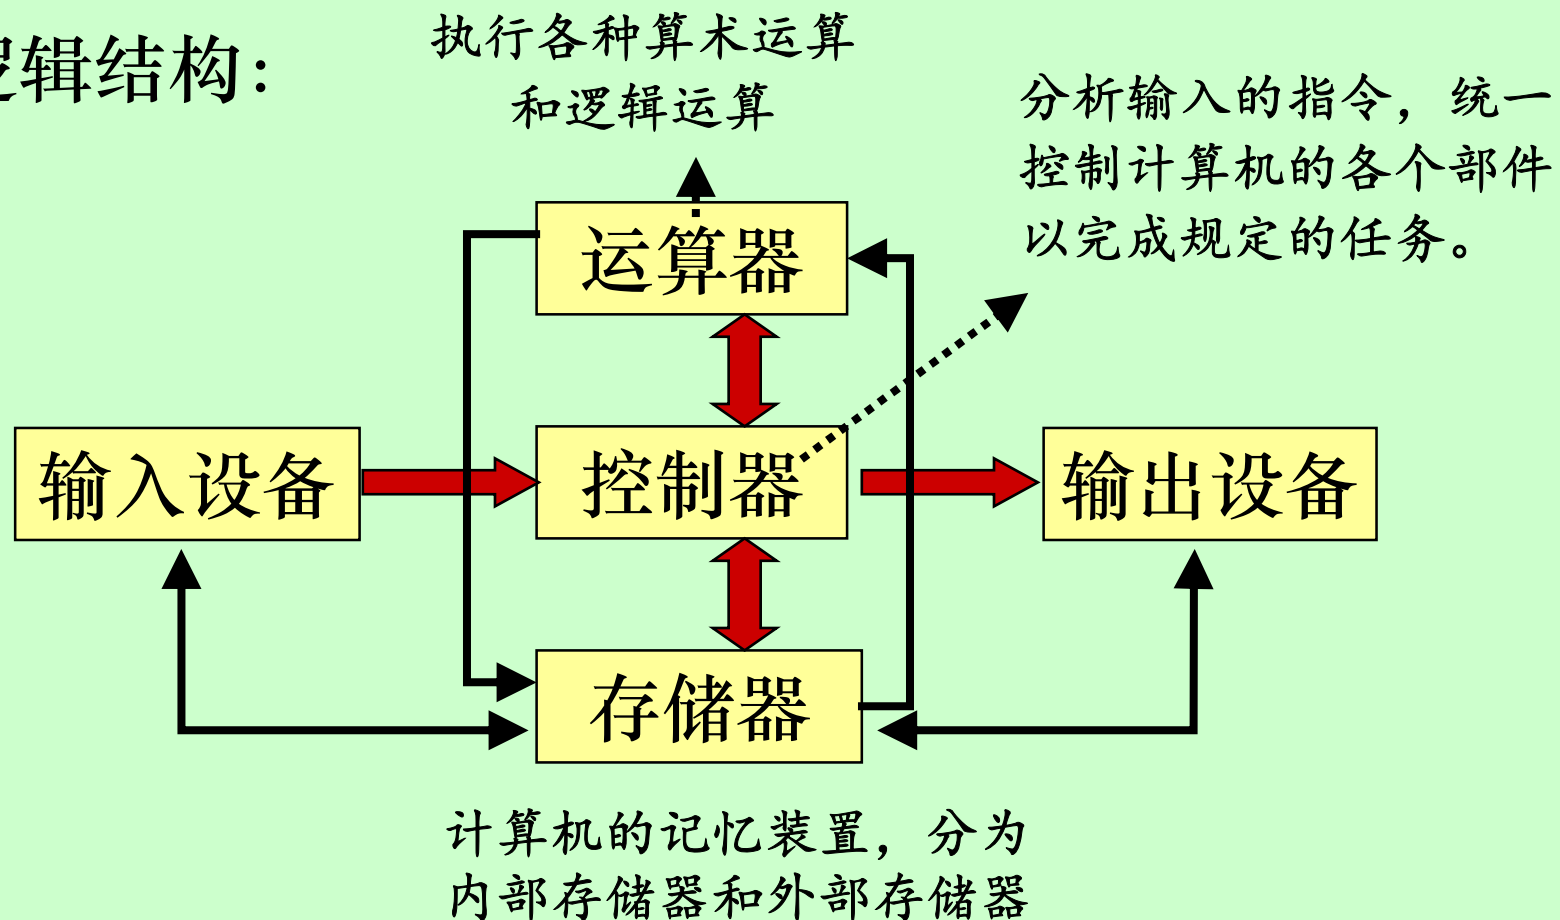 逻辑结构：
执行各种算术运算
和逻辑运算
分析输入的指令，统一
控制计算机的各个部件
以完成规定的任务。
运算器
输入设备
控制器
输出设备
存储器
计算机的记忆装置，分为
内部存储器和外部存储器